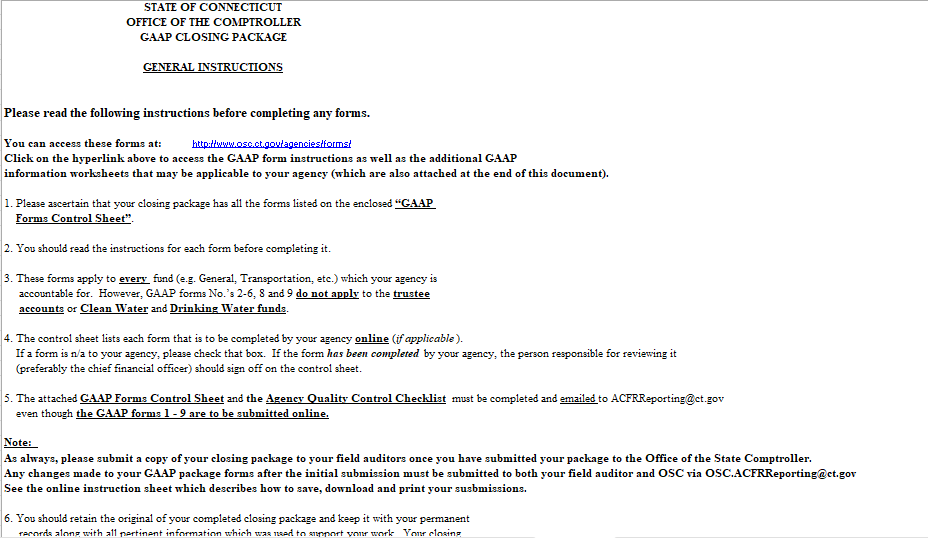 STATE OF CONNECTICUT
OFFICE OF THE COMPTROLLER
GAAP CLOSING PACKAGE
GENERAL INSTRUCTIONS
Please read the following instructions before completing any forms.
You can access these forms at: http://www.osc.ct.gov/agencies/forms/
Click on the hyperlink above to access the GAAP form instructions as well as the additional GAAP
information worksheets that may be applicable to your agency (which are also attached at the end of this document).
1. Please ascertain that your closing package has all the forms listed on the enclosed “GAAP
Forms Control Sheet”.
2. You should read the instructions for each form before completing it.
3. These forms apply to every fund (e.g. General, Transportation, etc.) which your agency is
accountable for. However, GAAP forms No.’s 2-6, 8 and 9 do not apply to the trustee
accounts or Clean Water and Drinking Water funds.
4. The control sheet lists each form that is to be completed by your agency online (if applicable ).
If a form is n/a to your agency, please check that box. If the form has been completed by your agency, the person responsible for reviewing it
(preferably the chief financial officer) should sign off on the control sheet.
5. The attached GAAP Forms Control Sheet and the Agency Quality Control Checklist must be completed and emailed to ACFRReporting@ct.gov
even though the GAAP forms 1 - 9 are to be submitted online.
Note:
As always, please submit a copy of your closing package to your field auditors once you have submitted your package to the Office of the State Comptroller.
Any changes made to your GAAP package forms after the initial submission must be submitted to both your field auditor and OSC via OSC.ACFRReporting@ct.gov
See the online instruction sheet which describes how to save, download and print your susbmissions.
6. You should retain the original of your completed closing package and keep it with your permanent
records along with all pertinent information which was used to support your work. Your closing